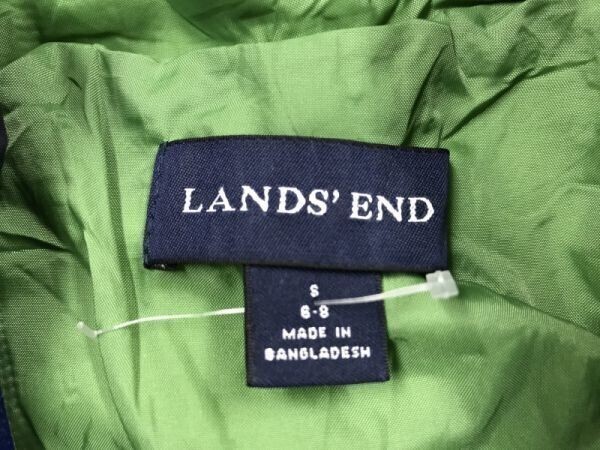 LANDS' END
S
6-8
MADE IN
BANGLADESH